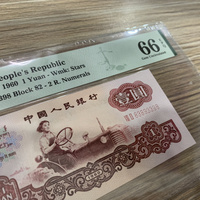 eople's Republic
1960 1 Yuan - Wmk: Stars
398 Block 82 - 2 R. Numerals
66
中国人民银行
壹圆